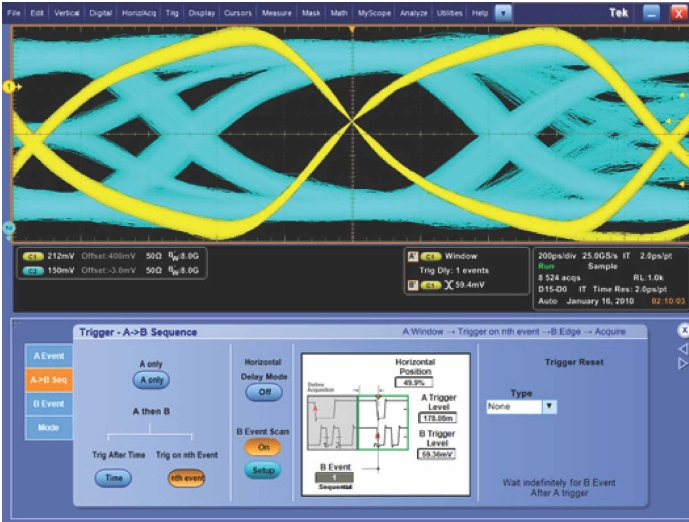 File Edit Vertical Digital Horiz/Acq Trig Display Cursors Measure Mask Math MyScope Analyze Utilities Help Tek X
1
2
C1 212mV Offset:400mV 50Ω BW:8.0G
C2 150mV Offset:-3.0mV 50Ω BW:8.0G
A' C1 Window
Trig Dly: 1 events
B' C1 59.4mV
200ps/div 25.0GS/s IT 2.0ps/pt
Run Sample
8 524 acqs RL:1.0k
D15-D0 IT Time Res: 2.0ps/pt
Auto January 16, 2010 02:10:03
Trigger - A->B Sequence
A:Window → Trigger on nth event →B:Edge → Acquire
X
A Event
A->B Seq
B Event
Mode
A only
A only
A then B
Trig After Time
Trig on nth Event
Time
nth event
Horizontal
Delay Mode
Off
B Event Scan
On
Setup
Horizontal
Position
49.9%
Before
Acquisition
A Trigger
Level
178.08m
B Trigger
Level
59.36mV
A
1 2 n
B Event
1
Sequential
Trigger Reset
Type
None
Wait indefinitely for B Event
After A trigger